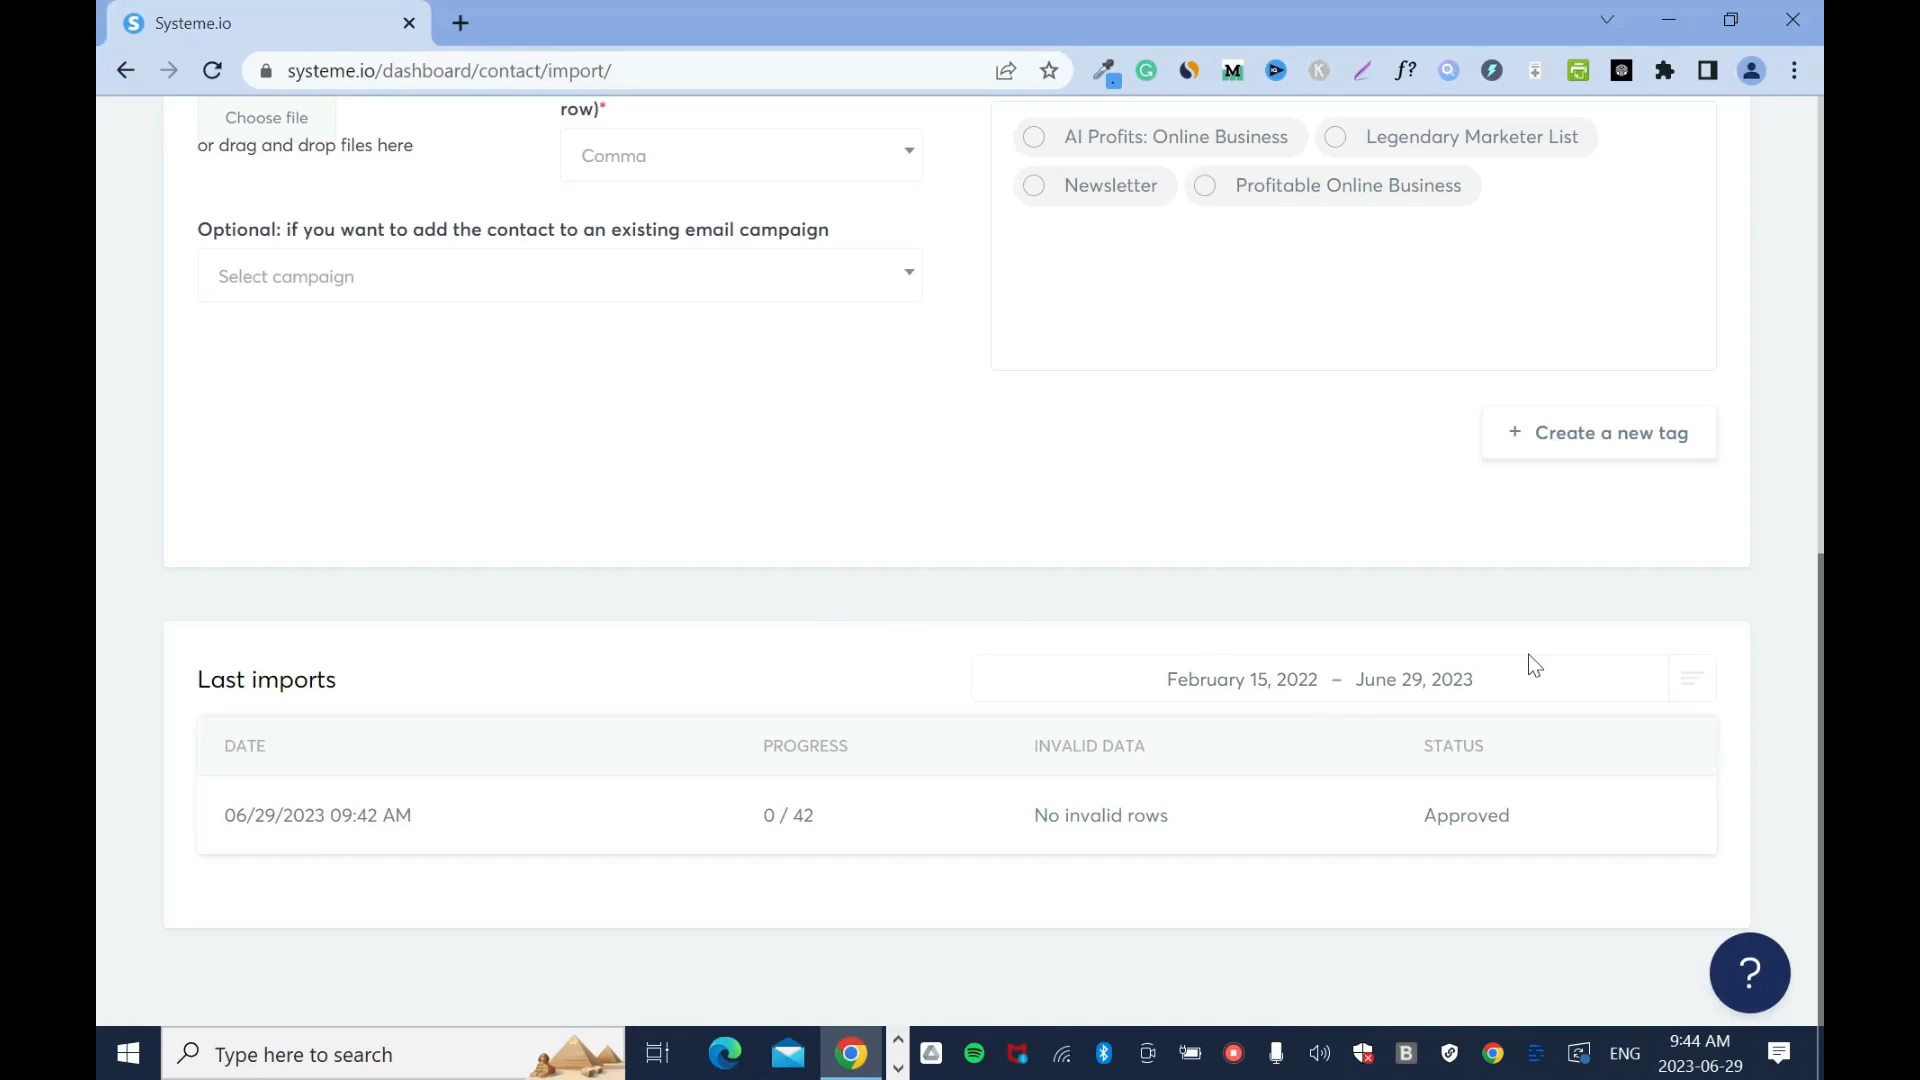 Systeme.io
systeme.io/dashboard/contact/import/
Choose file
or drag and drop files here
row)*
Comma
AI Profits: Online Business
Legendary Marketer List
Newsletter
Profitable Online Business
Optional: if you want to add the contact to an existing email campaign
Select campaign
+ Create a new tag
Last imports
February 15, 2022 – June 29, 2023
DATE PROGRESS INVALID DATA STATUS
06/29/2023 09:42 AM 0 / 42 No invalid rows Approved
?
Type here to search
ENG
9:44 AM
2023-06-29